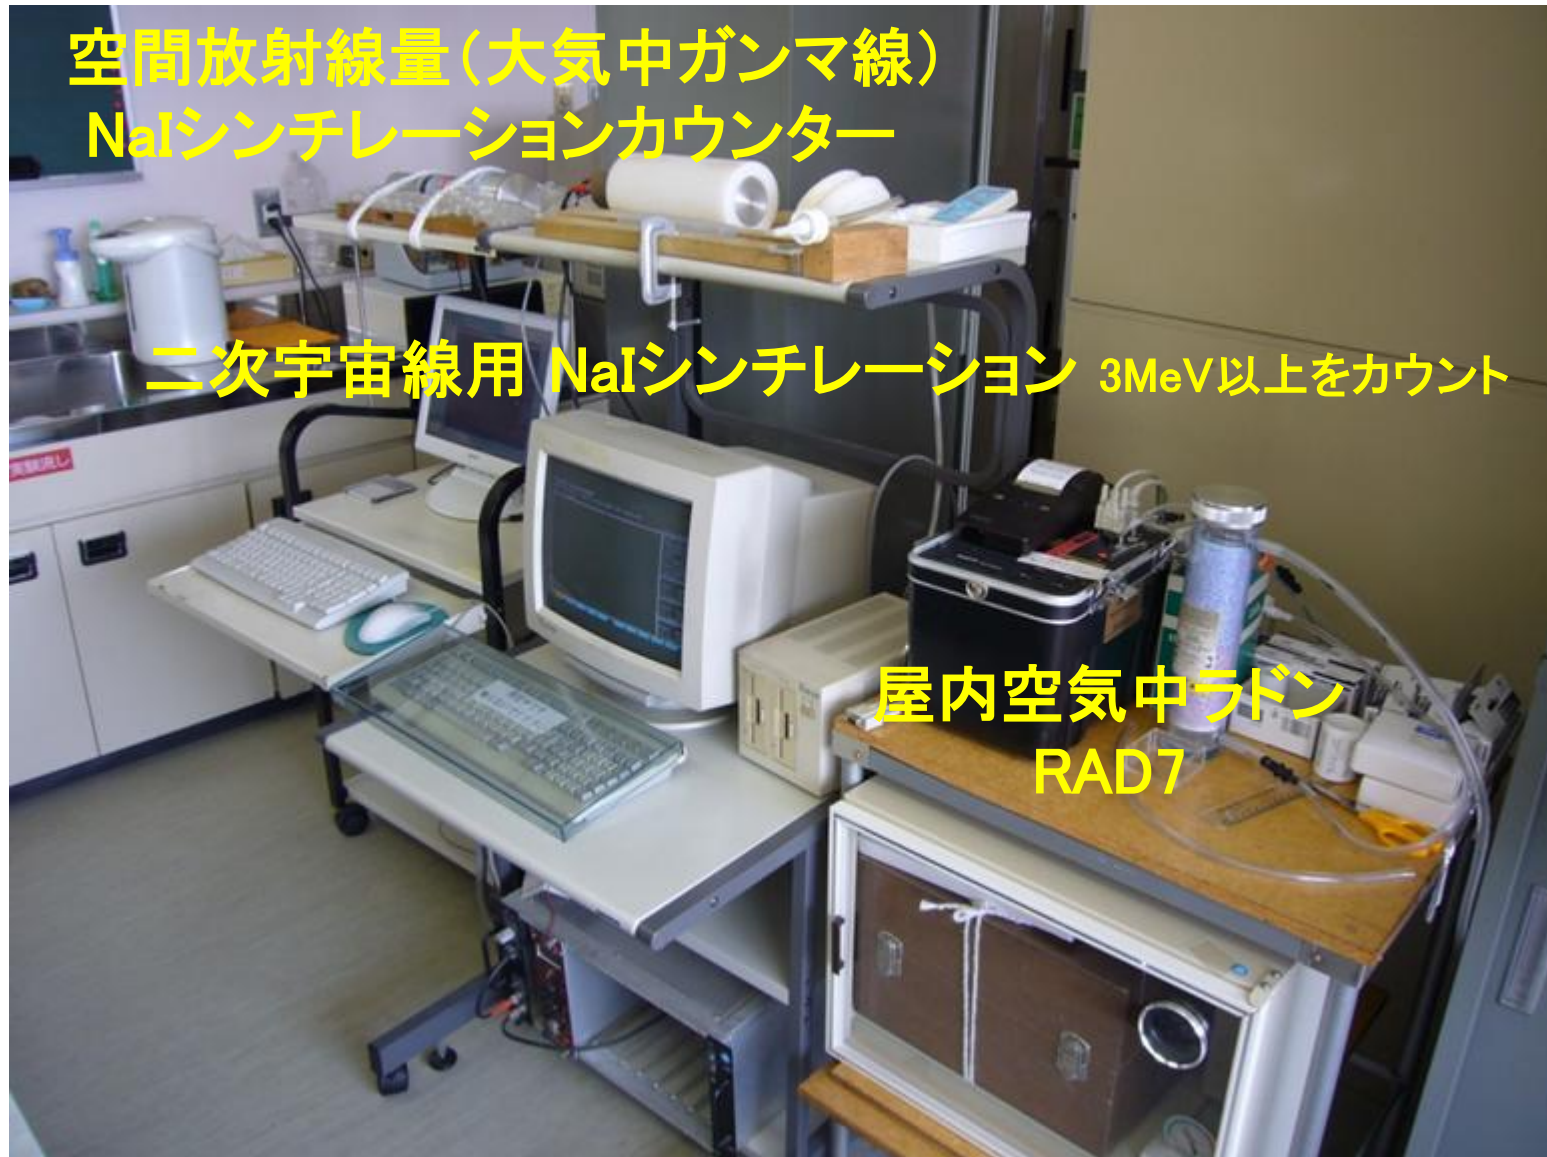 空間放射線量（大気中ガンマ線）
NaIシンチレーションカウンター
二次宇宙線用 NaIシンチレーション 3MeV以上をカウント
屋内空気中ラドン
RAD7